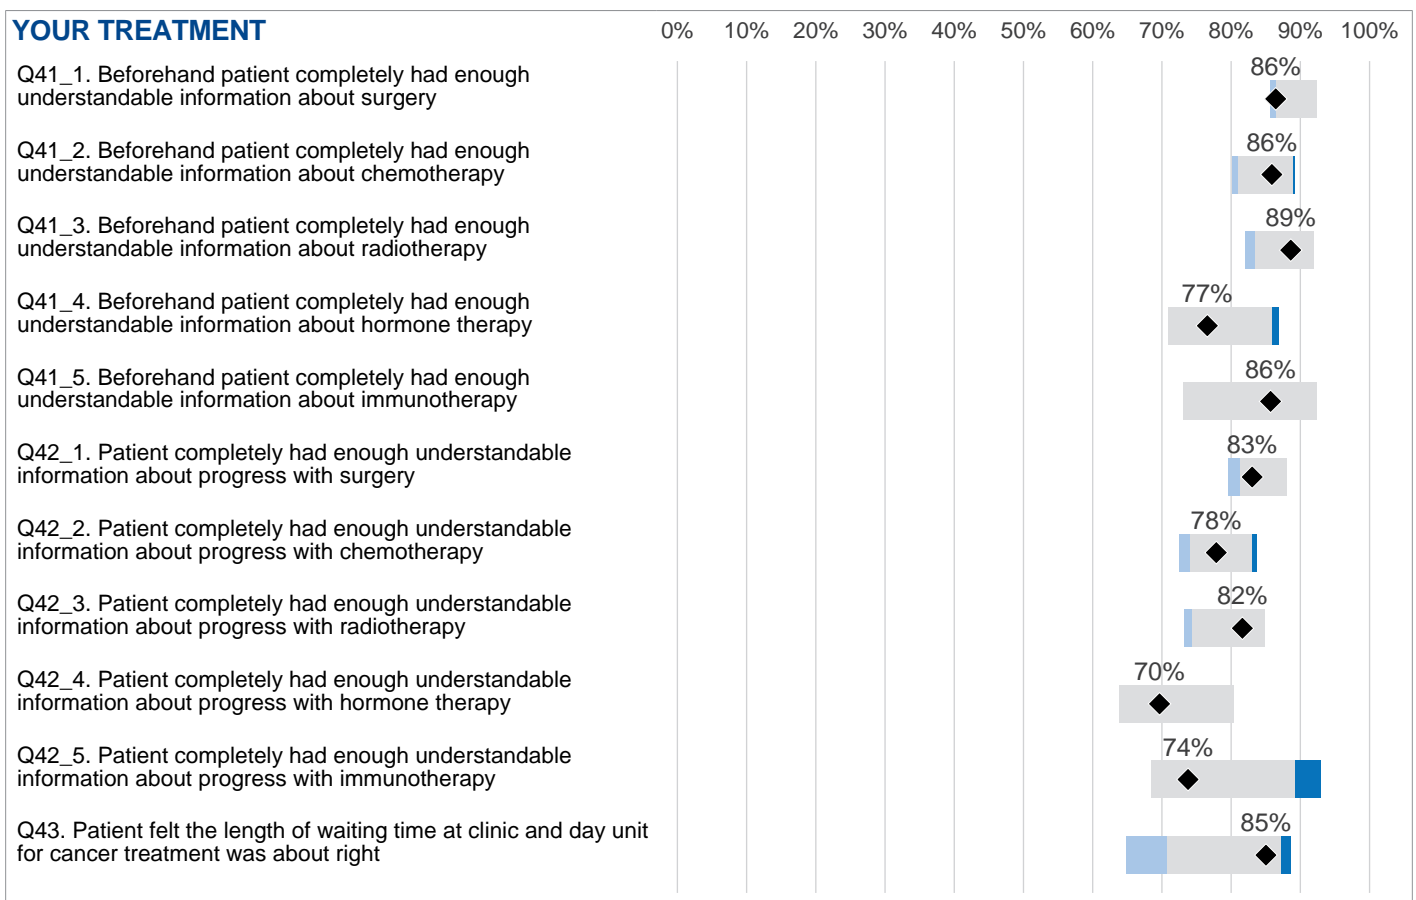 YOUR TREATMENT
0% 10% 20% 30% 40% 50% 60% 70% 80% 90% 100%
Q41_1. Beforehand patient completely had enough
understandable information about surgery
86%
Q41_2. Beforehand patient completely had enough
understandable information about chemotherapy
86%
Q41_3. Beforehand patient completely had enough
understandable information about radiotherapy
89%
Q41_4. Beforehand patient completely had enough
understandable information about hormone therapy
77%
Q41_5. Beforehand patient completely had enough
understandable information about immunotherapy
86%
Q42_1. Patient completely had enough understandable
information about progress with surgery
83%
Q42_2. Patient completely had enough understandable
information about progress with chemotherapy
78%
Q42_3. Patient completely had enough understandable
information about progress with radiotherapy
82%
Q42_4. Patient completely had enough understandable
information about progress with hormone therapy
70%
Q42_5. Patient completely had enough understandable
information about progress with immunotherapy
74%
Q43. Patient felt the length of waiting time at clinic and day unit
for cancer treatment was about right
85%